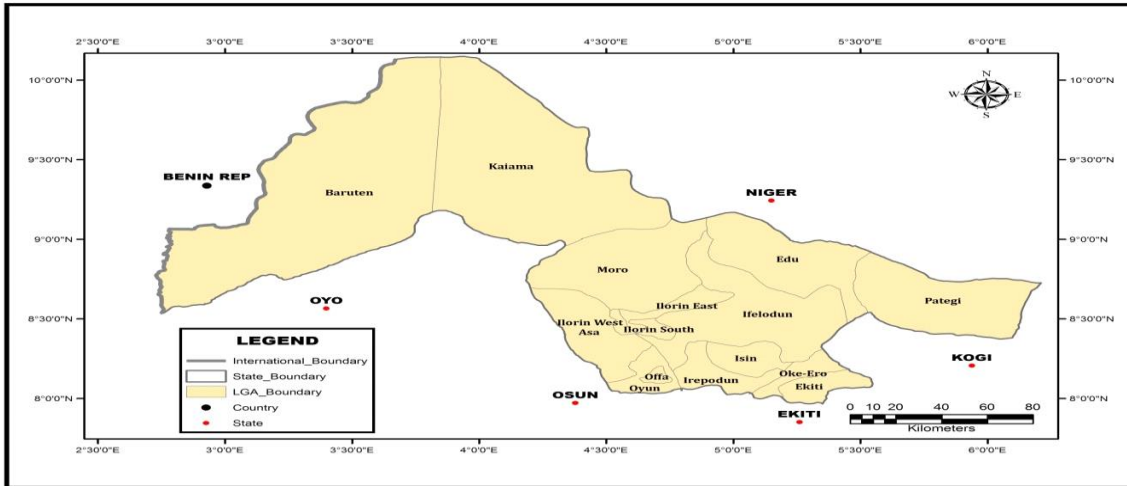 2°30'0"E 3°0'0"E 3°30'0"E 4°0'0"E 4°30'0"E 5°0'0"E 5°30'0"E 6°0'0"E
10°0'0"N 10°0'0"N
N
W E
S
9°30'0"N 9°30'0"N
Kaiama
BENIN REP
Baruten
NIGER
9°0'0"N 9°0'0"N
Edu
Moro
OYO
Ilorin East
Pategi
Ifelodun
8°30'0"N 8°30'0"N
Ilorin West
Asa
Ilorin South
LEGEND
International_Boundary
State_Boundary
LGA_Boundary
Country
State
Isin
KOGI
Offa
Oyun
Irepodun
Oke-Ero
Ekiti
8°0'0"N 8°0'0"N
OSUN
EKITI
0 10 20 40 60 80
Kilometers
2°30'0"E 3°0'0"E 3°30'0"E 4°0'0"E 4°30'0"E 5°0'0"E 5°30'0"E 6°0'0"E